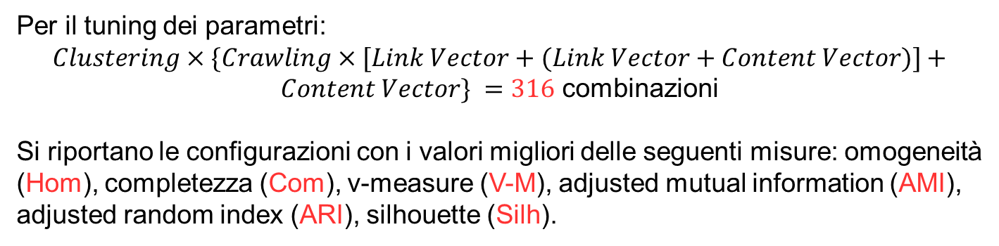 Per il tuning dei parametri:
Clustering × {Crawling × [Link Vector + (Link Vector + Content Vector)] +
Content Vector} = 316 combinazioni
Si riportano le configurazioni con i valori migliori delle seguenti misure: omogeneità
(Hom), completezza (Com), v-measure (V-M), adjusted mutual information (AMI),
adjusted random index (ARI), silhouette (Silh).